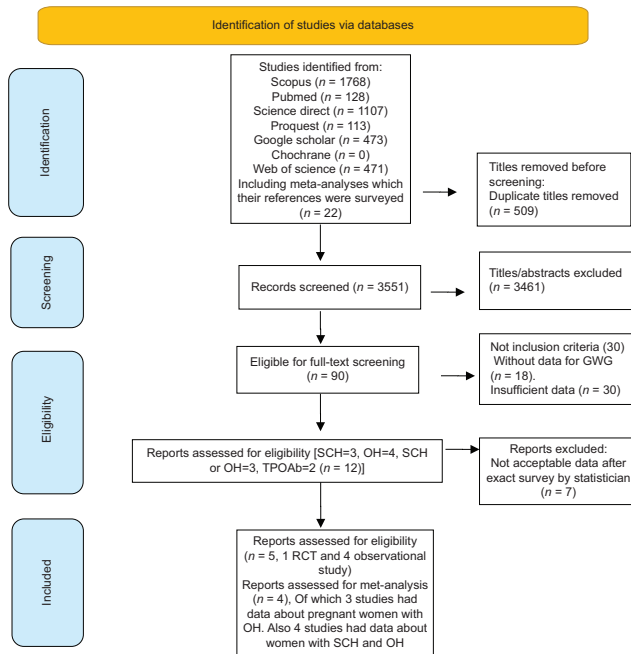 Identification of studies via databases
Identification
Studies identified from:
Scopus (n = 1768)
Pubmed (n = 128)
Science direct (n = 1107)
Proquest (n = 113)
Google scholar (n = 473)
Chochrane (n = 0)
Web of science (n = 471)
Including meta-analyses which
their references were surveyed
(n = 22)
Titles removed before
screening:
Duplicate titles removed
(n = 509)
Screening
Records screened (n = 3551)
Titles/abstracts excluded
(n = 3461)
Eligibility
Eligible for full-text screening
(n = 90)
Not inclusion criteria (30)
Without data for GWG
(n = 18).
Insufficient data (n = 30)
Reports assessed for eligibility [SCH=3, OH=4, SCH
or OH=3, TPOAb=2 (n = 12)]
Reports excluded:
Not acceptable data after
exact survey by statistician
(n = 7)
Included
Reports assessed for eligibility
(n = 5, 1 RCT and 4 observational
study)
Reports assessed for met-analysis
(n = 4), Of which 3 studies had
data about pregnant women with
OH. Also 4 studies had data about
women with SCH and OH